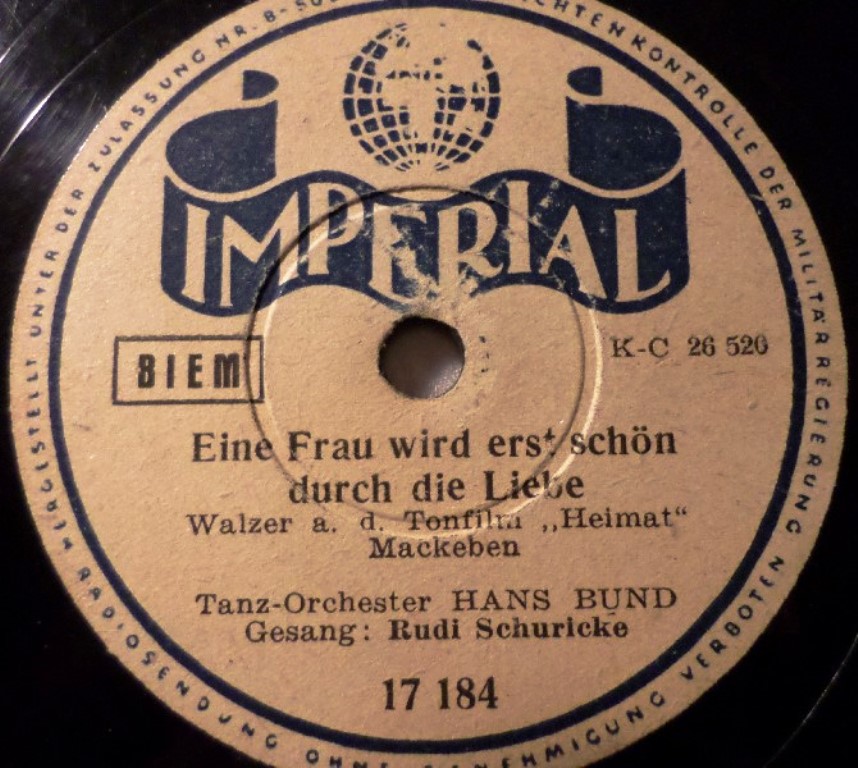 HERGESTELLT UNTER DER ZULASSUNG NR. B-50 NACHRICHTENKONTROLLE DER MILITÄRREGIERUNG
IMPERIAL
BIEM
K-C 26 520
Eine Frau wird erst schön
durch die Liebe
Walzer a. d. Tonfilm „Heimat“
Mackeben
Tanz-Orchester HANS BUND
Gesang: Rudi Schuricke
17 184
RADIOSENDUNG OHNE GENEHMIGUNG VERBOTEN